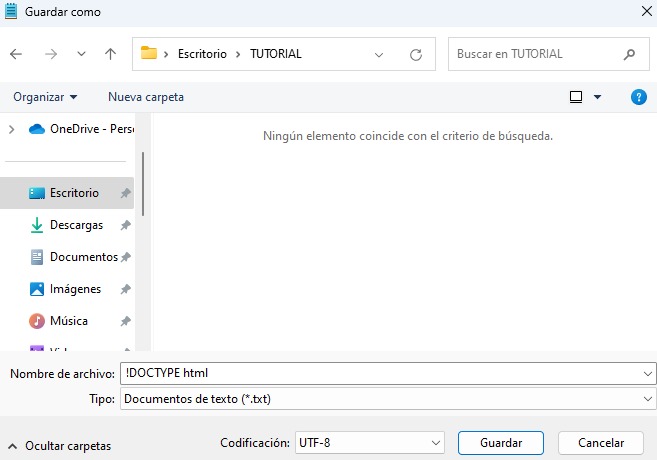 Guardar como
Escritorio
TUTORIAL
Buscar en TUTORIAL
Organizar
Nueva carpeta
OneDrive - Pers
Ningún elemento coincide con el criterio de búsqueda.
Escritorio
Descargas
Documentos
Imágenes
Música
Nombre de archivo:
!DOCTYPE html
Tipo:
Documentos de texto (*.txt)
Ocultar carpetas
Codificación:
UTF-8
Guardar
Cancelar